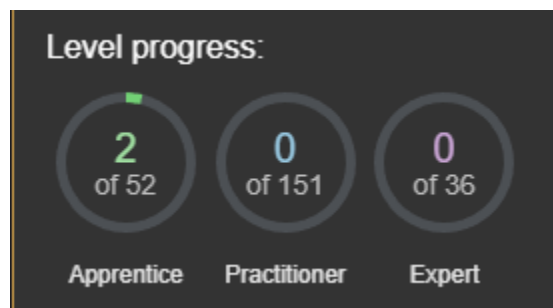 Level progress:
2 0 0
of 52 of 151 of 36
Apprentice Practitioner Expert